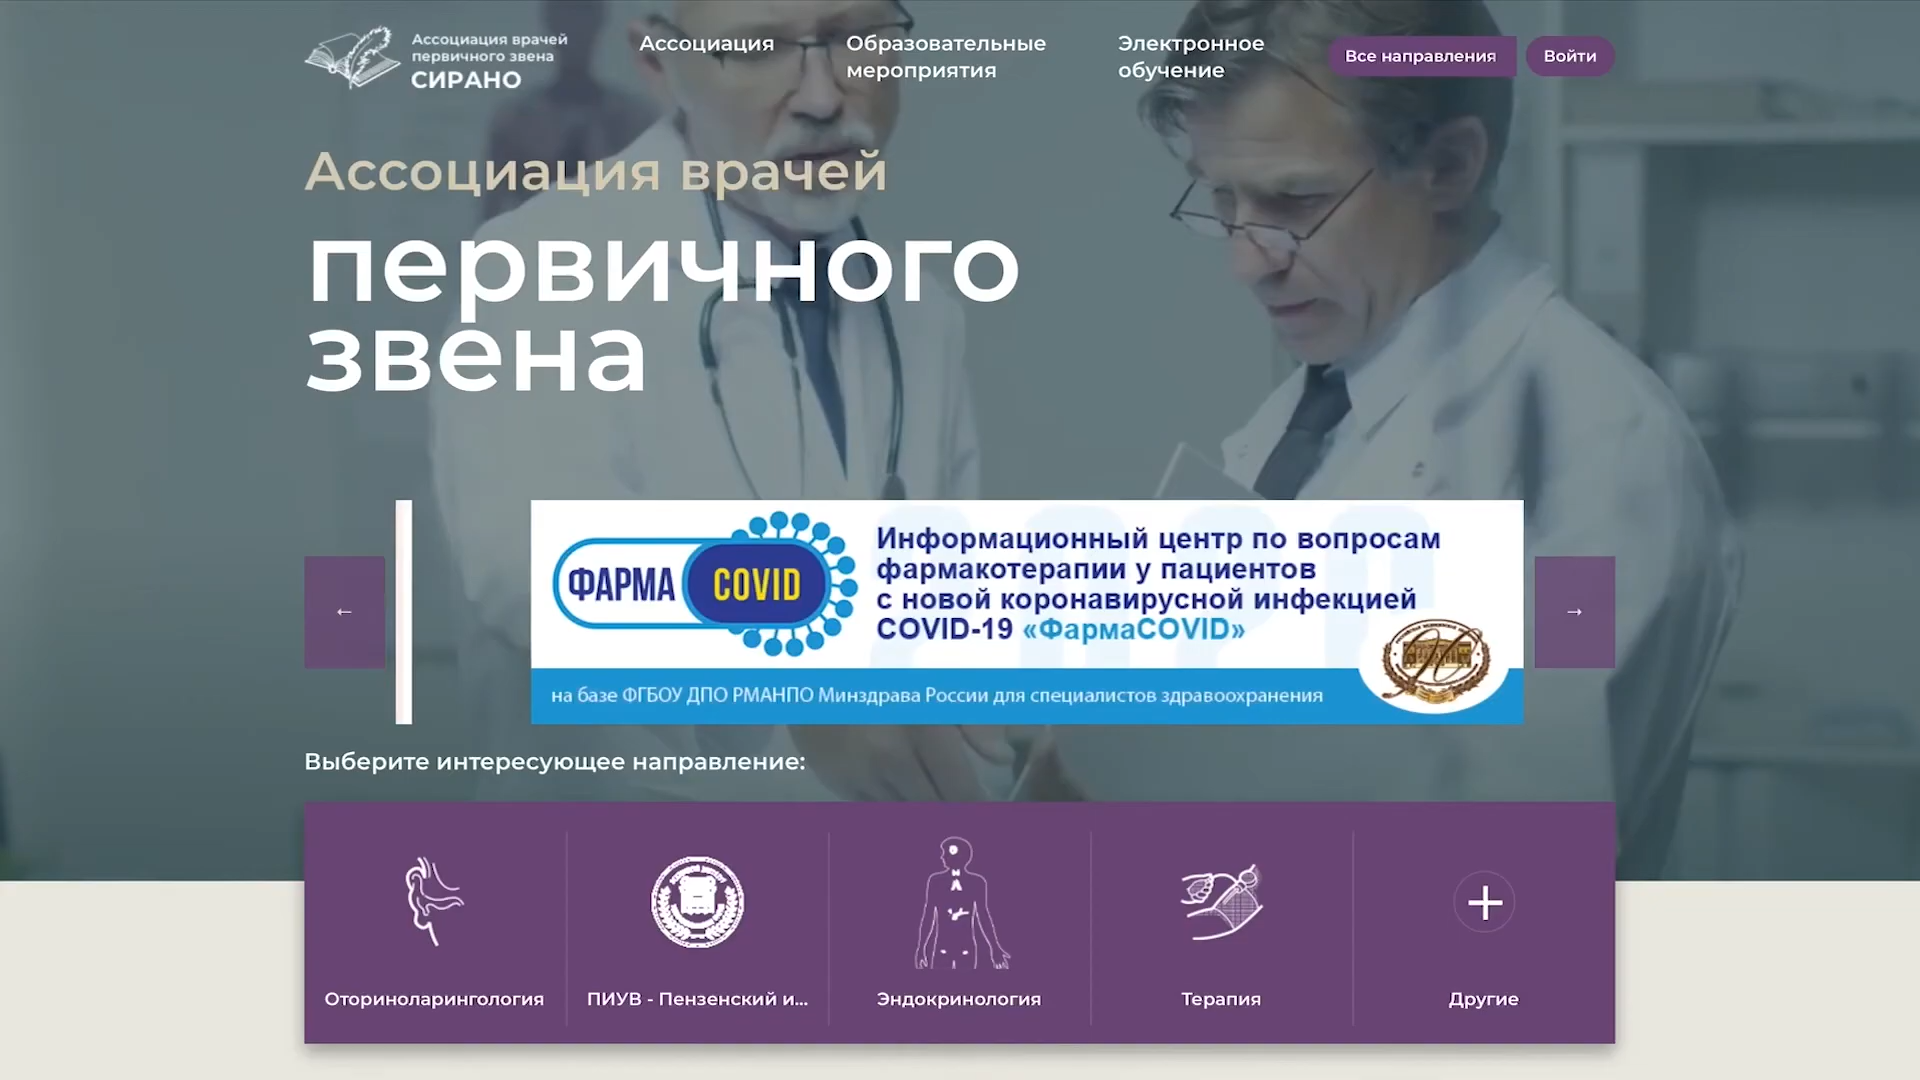 Ассоциация врачей
первичного звена
СИРАНО
Ассоциация
Образовательные
мероприятия
Электронное
обучение
Все направления
Войти
Ассоциация врачей
первичного
звена
←
ФАРМА COVID
Информационный центр по вопросам
фармакотерапии у пациентов
с новой коронавирусной инфекцией
COVID-19 «ФармаCOVID»
на базе ФГБОУ ДПО РМАНПО Минздрава России для специалистов здравоохранения
→
Выберите интересующее направление:
Оториноларингология
ПИУВ - Пензенский и...
Эндокринология
Терапия
Другие